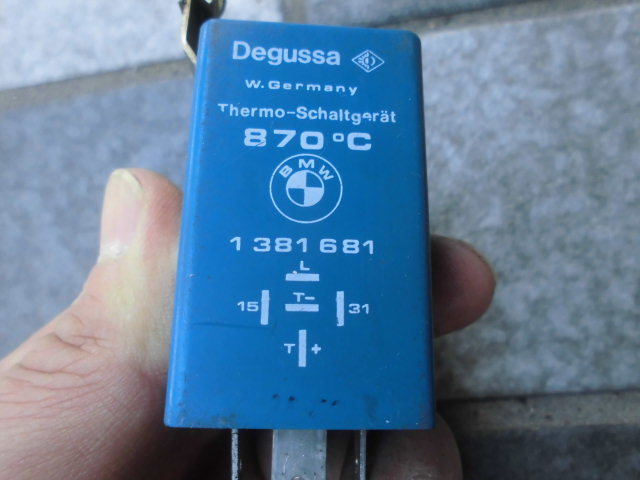 Degussa
W.Germany
Thermo-Schaltgerät
870°C
BMW
1 381 681
L
15 T- 31
T +